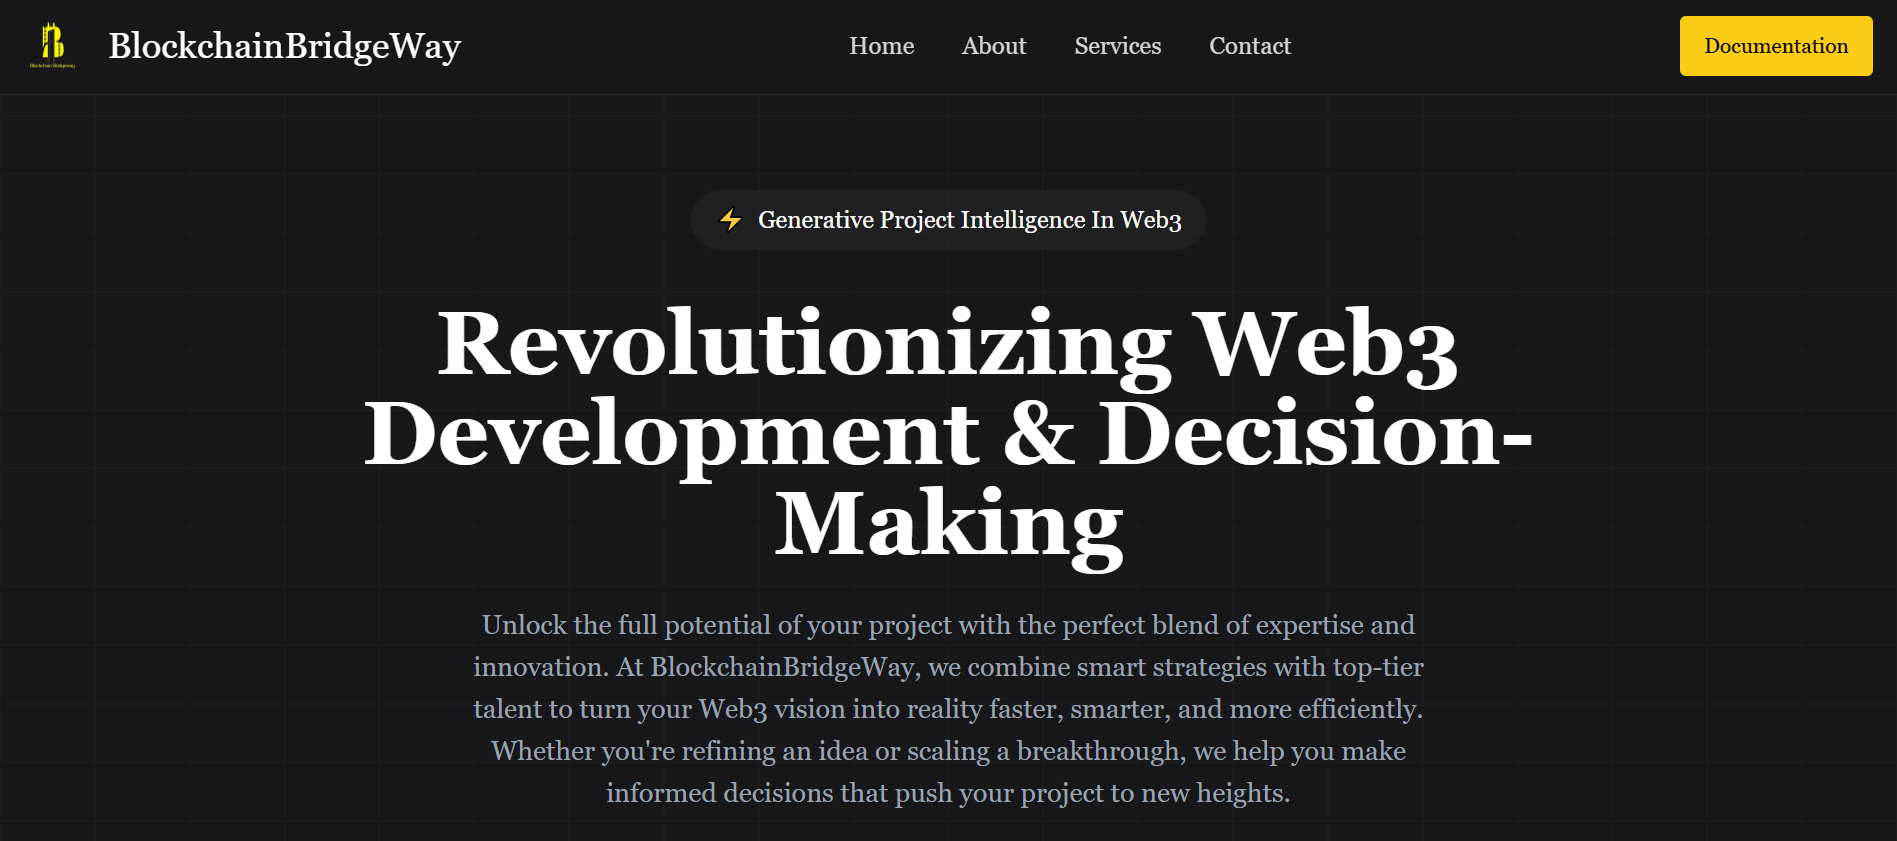 Blockchain Bridgeway
BlockchainBridgeWay
Home
About
Services
Contact
Documentation
Generative Project Intelligence In Web3
Revolutionizing Web3
Development & Decision-
Making
Unlock the full potential of your project with the perfect blend of expertise and
innovation. At BlockchainBridgeWay, we combine smart strategies with top-tier
talent to turn your Web3 vision into reality faster, smarter, and more efficiently.
Whether you're refining an idea or scaling a breakthrough, we help you make
informed decisions that push your project to new heights.